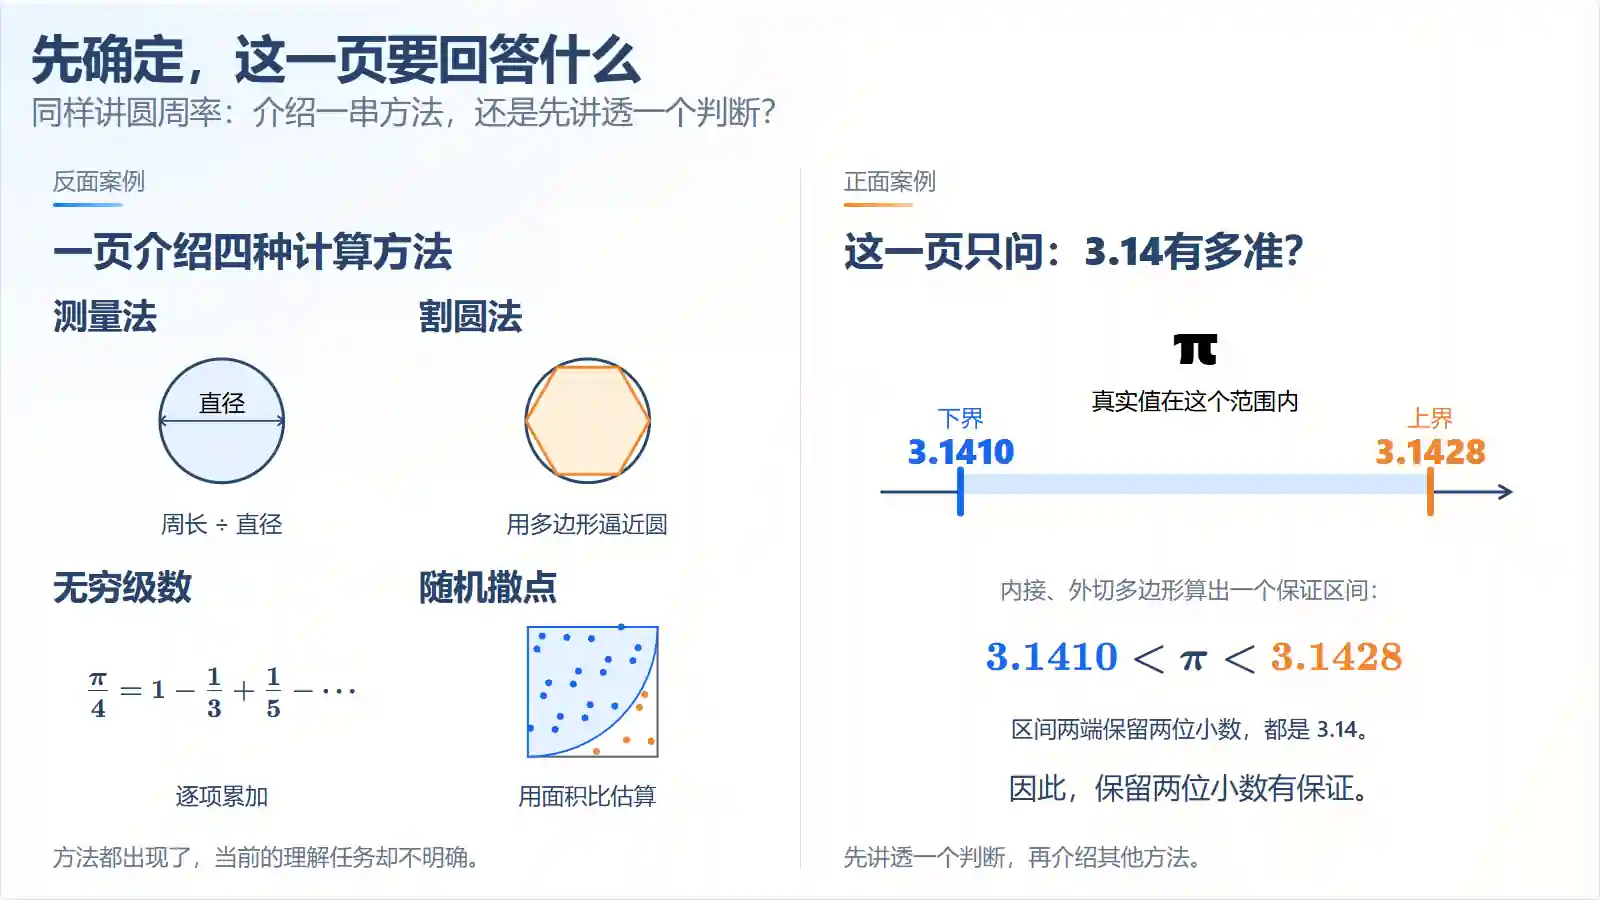 先确定，这一页要回答什么
同样讲圆周率：介绍一串方法，还是先讲透一个判断？
反面案例
一页介绍四种计算方法
测量法
直径
周长 ÷ 直径
割圆法
用多边形逼近圆
无穷级数
π/4 = 1 − 1/3 + 1/5 − ⋯
逐项累加
随机撒点
用面积比估算
方法都出现了，当前的理解任务却不明确。
正面案例
这一页只问：3.14有多准？
π
真实值在这个范围内
下界
3.1410
上界
3.1428
内接、外切多边形算出一个保证区间：
3.1410 < π < 3.1428
区间两端保留两位小数，都是 3.14。
因此，保留两位小数有保证。
先讲透一个判断，再介绍其他方法。